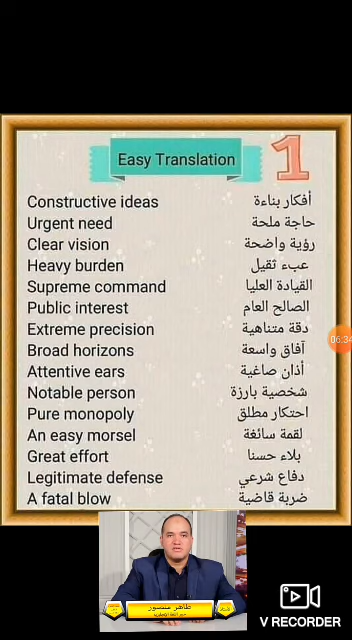 Easy Translation 1
Constructive ideas أفكار بناءة
Urgent need حاجة ملحة
Clear vision رؤية واضحة
Heavy burden عبء ثقيل
Supreme command القيادة العليا
Public interest الصالح العام
Extreme precision دقة متناهية
Broad horizons آفاق واسعة
Attentive ears أذان صاغية
Notable person شخصية بارزة
Pure monopoly احتكار مطلق
An easy morsel لقمة سائغة
Great effort بلاء حسنا
Legitimate defense دفاع شرعي
A fatal blow ضربة قاضية
06:34
V RECORDER